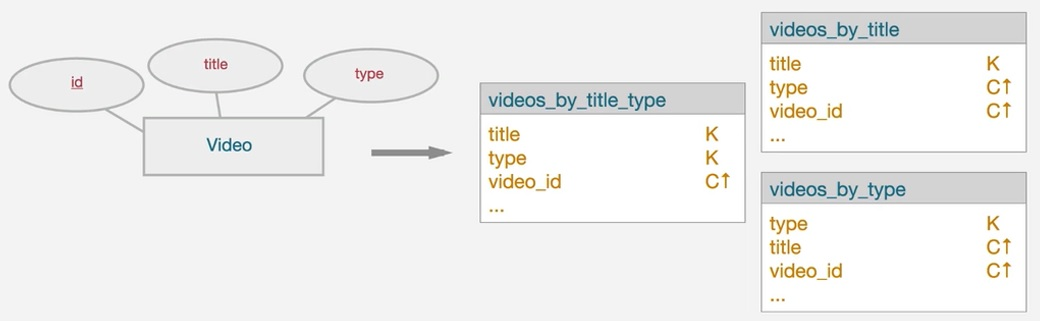 id
title
type
Video
videos_by_title_type
title K
type K
video_id C↑
...
videos_by_title
title K
type C↑
video_id C↑
...
videos_by_type
type K
title C↑
video_id C↑
...